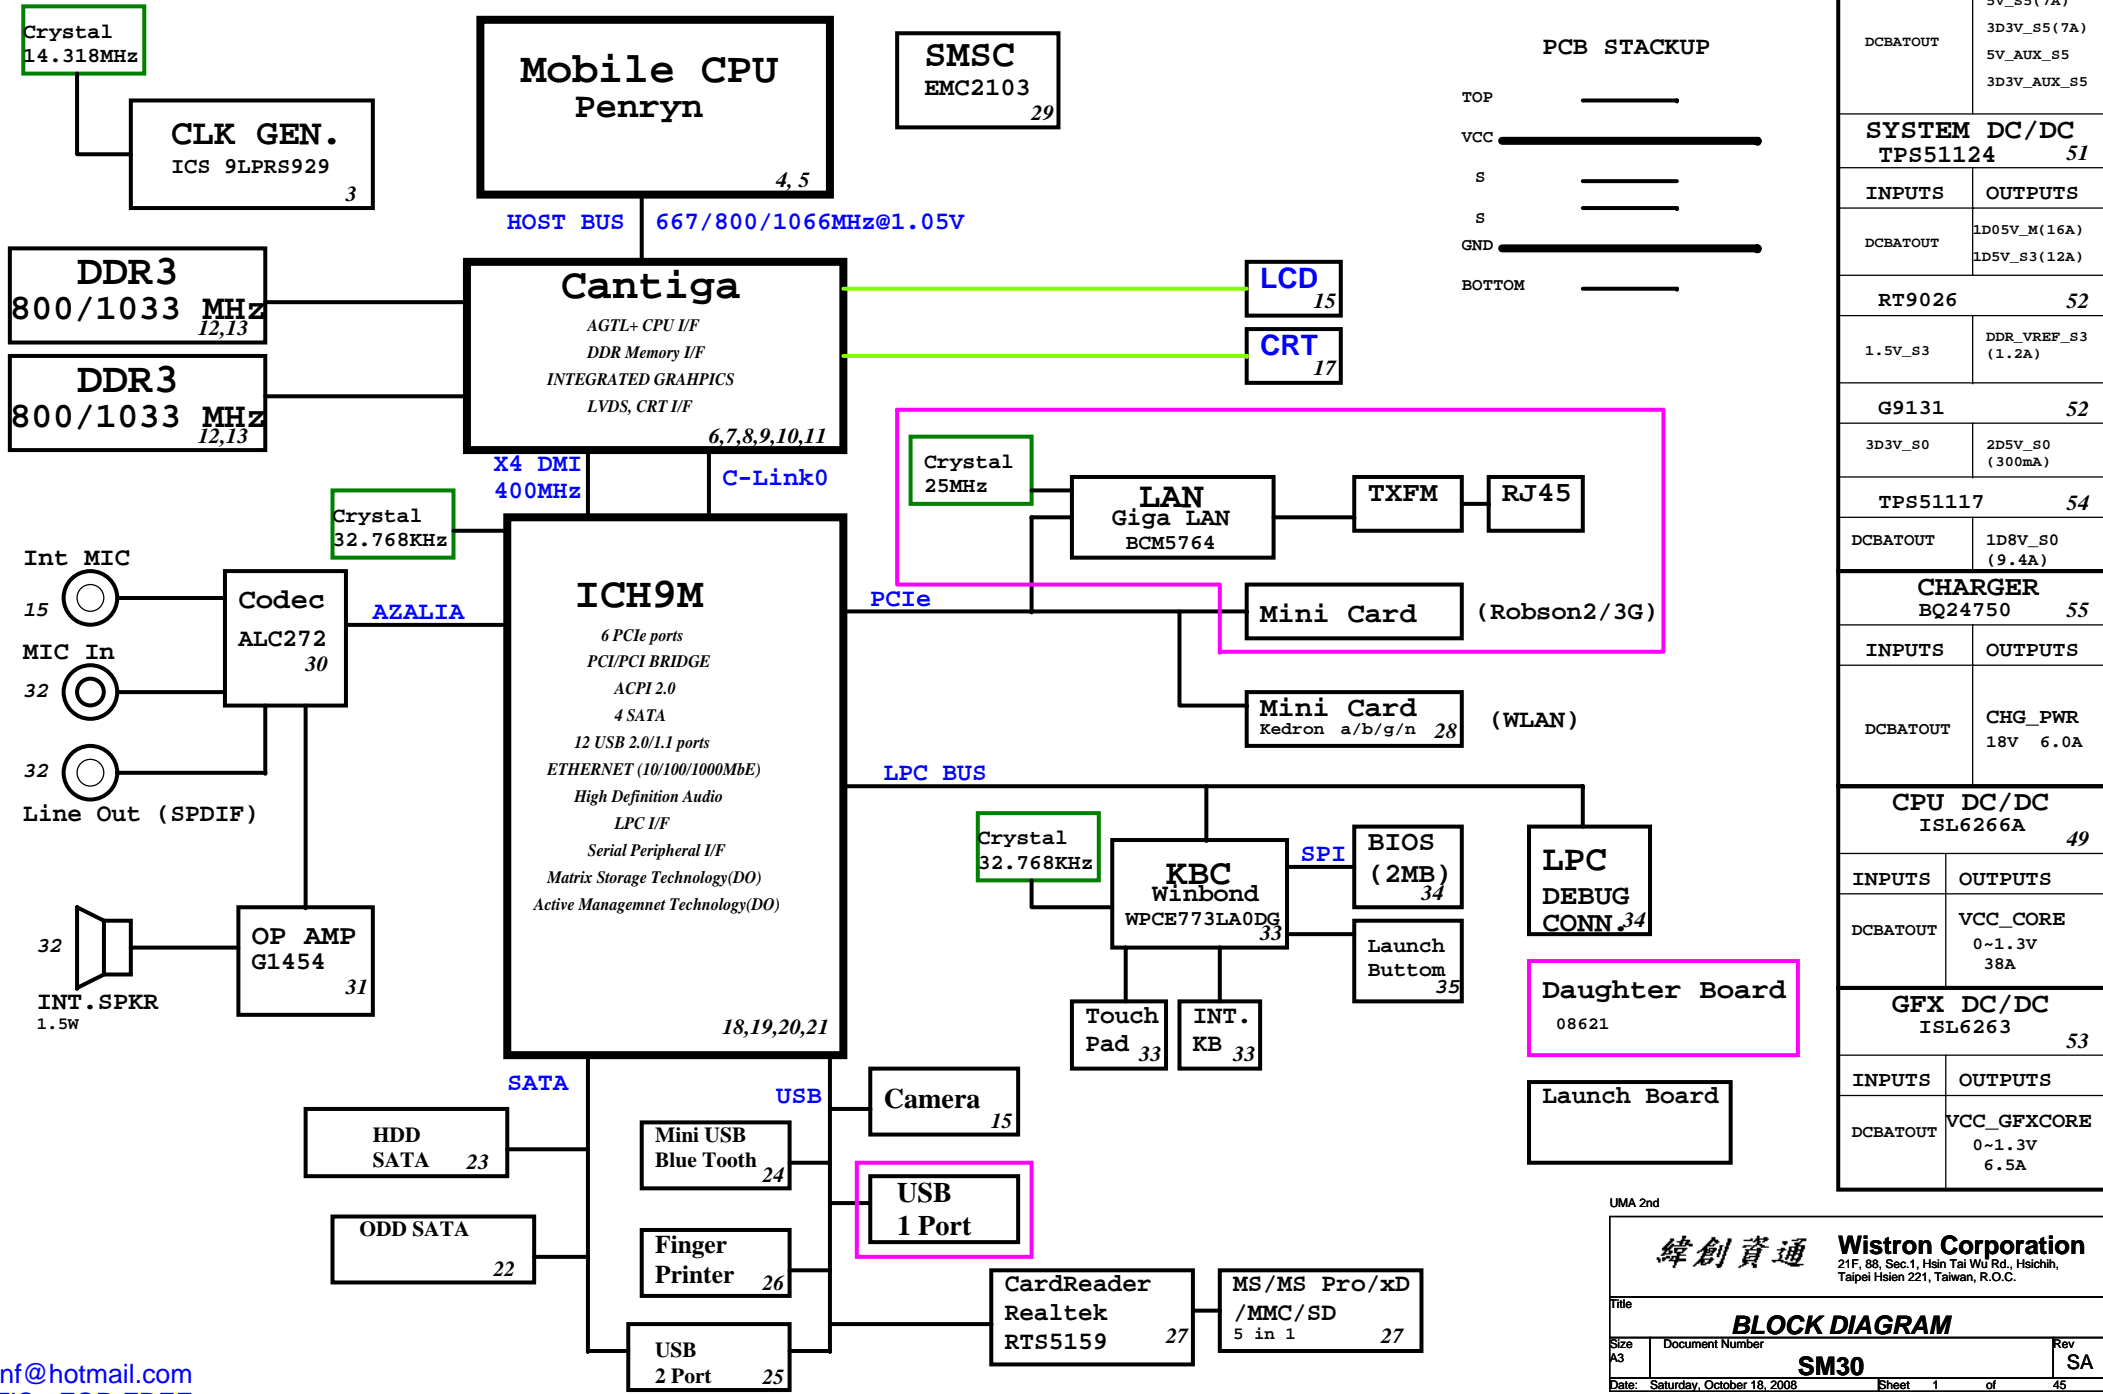 Crystal
14.318MHz
CLK GEN.
ICS 9LPRS929
3
Mobile CPU
Penryn
4, 5
SMSC
EMC2103
29
HOST BUS
667/800/1066MHz@1.05V
PCB STACKUP
TOP
VCC
S
S
GND
BOTTOM
DDR3
800/1033 MHz
12,13
DDR3
800/1033 MHz
12,13
Cantiga
AGTL+ CPU I/F
DDR Memory I/F
INTEGRATED GRAHPICS
LVDS, CRT I/F
6,7,8,9,10,11
LCD
15
CRT
17
X4 DMI
400MHz
C-Link0
Crystal
32.768KHz
Crystal
25MHz
LAN
Giga LAN
BCM5764
TXFM
RJ45
PCIe
Mini Card
(Robson2/3G)
Mini Card
Kedron a/b/g/n 28
(WLAN)
Int MIC
15
MIC In
32
32
Line Out (SPDIF)
Codec
ALC272
30
AZALIA
OP AMP
G1454
31
32
INT.SPKR
1.5W
ICH9M
6 PCIe ports
PCI/PCI BRIDGE
ACPI 2.0
4 SATA
12 USB 2.0/1.1 ports
ETHERNET (10/100/1000MbE)
High Definition Audio
LPC I/F
Serial Peripheral I/F
Matrix Storage Technology(DO)
Active Managemnet Technology(DO)
18,19,20,21
LPC BUS
Crystal
32.768KHz
KBC
Winbond
WPCE773LA0DG
33
SPI
BIOS
(2MB)
34
Launch
Buttom
35
LPC
DEBUG
CONN.34
Touch
Pad 33
INT.
KB 33
Daughter Board
08621
Launch Board
SATA
USB
HDD
SATA 23
ODD SATA
22
Mini USB
Blue Tooth
24
Finger
Printer 26
USB
2 Port 25
Camera
15
USB
1 Port
CardReader
Realtek
RTS5159 27
MS/MS Pro/xD
/MMC/SD
5 in 1 27
DCBATOUT
5V_S5(7A)
3D3V_S5(7A)
5V_AUX_S5
3D3V_AUX_S5
SYSTEM DC/DC
TPS51124 51
INPUTS OUTPUTS
DCBATOUT
1D05V_M(16A)
1D5V_S3(12A)
RT9026 52
1.5V_S3
DDR_VREF_S3
(1.2A)
G9131 52
3D3V_S0
2D5V_S0
(300mA)
TPS51117 54
DCBATOUT
1D8V_S0
(9.4A)
CHARGER
BQ24750 55
INPUTS OUTPUTS
DCBATOUT
CHG_PWR
18V 6.0A
CPU DC/DC
ISL6266A
49
INPUTS OUTPUTS
DCBATOUT
VCC_CORE
0~1.3V
38A
GFX DC/DC
ISL6263
53
INPUTS OUTPUTS
DCBATOUT
VCC_GFXCORE
0~1.3V
6.5A
UMA 2nd
緯創資通
Wistron Corporation
21F, 88, Sec.1, Hsin Tai Wu Rd., Hsichih,
Taipei Hsien 221, Taiwan, R.O.C.
Title
BLOCK DIAGRAM
Size
A3
Document Number
SM30
Rev
SA
Date: Saturday, October 18, 2008 Sheet 1 of 45
nf@hotmail.com